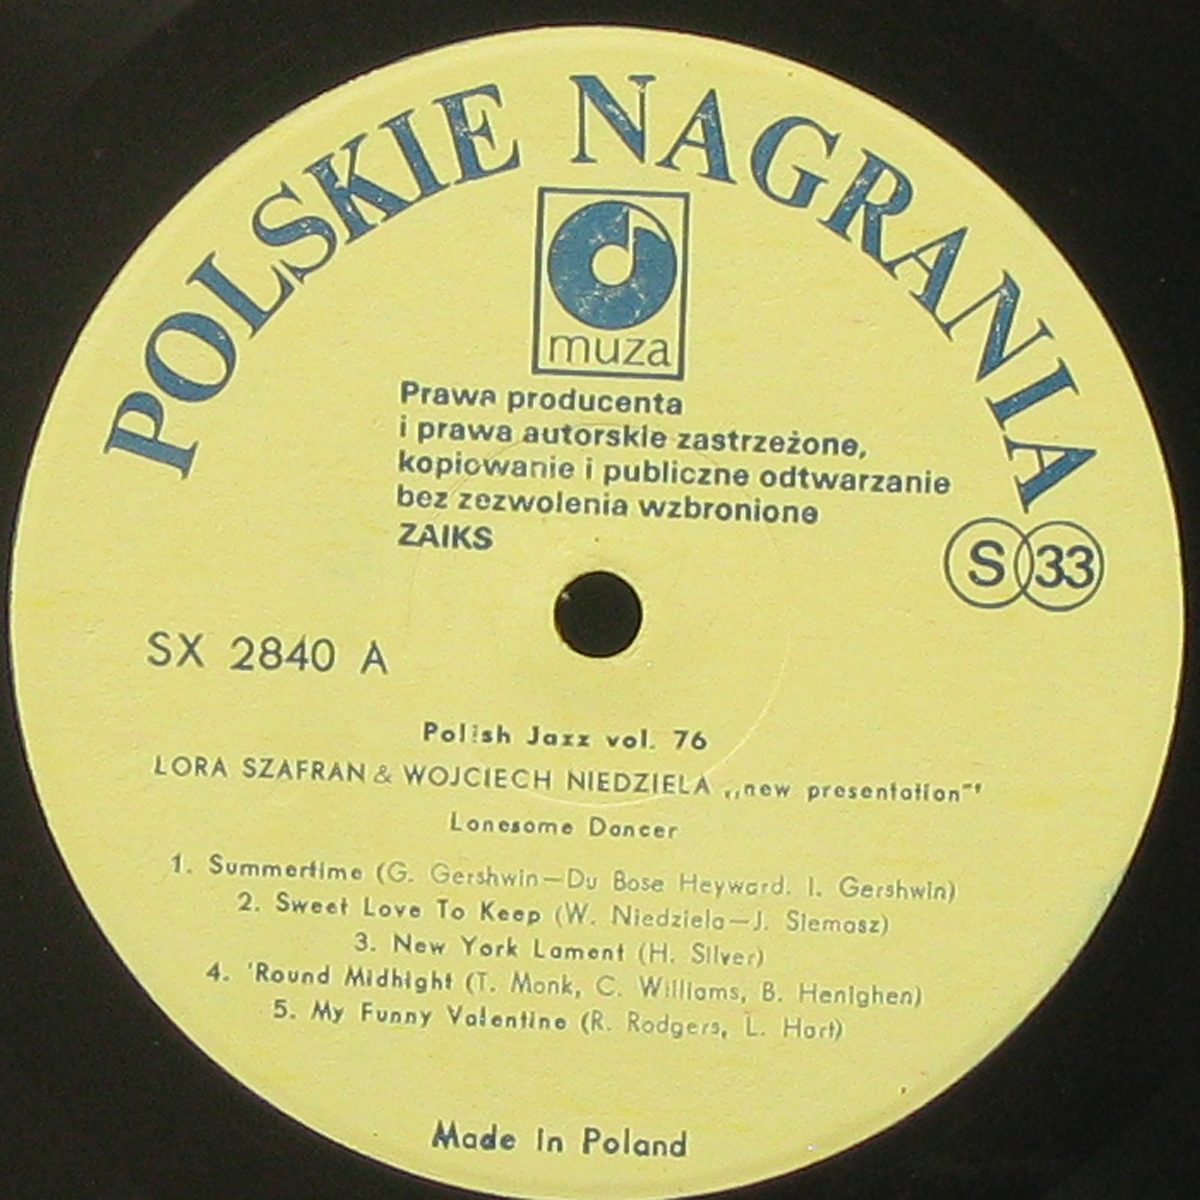 POLSKIE NAGRANIA
muza
Prawa producenta
i prawa autorskie zastrzeżone,
kopiowanie i publiczne odtwarzanie
bez zezwolenia wzbronione
ZAIKS
S 33
SX 2840 A
Polish Jazz vol. 76
LORA SZAFRAN & WOJCIECH NIEDZIELA „new presentation"
Lonesome Dancer
1. Summertime (G. Gershwin—Du Bose Heyward. I. Gershwin)
2. Sweet Love To Keep (W. Niedziela—J. Siemasz)
3. New York Lament (H. Silver)
4. 'Round Midhight (T. Monk, C. Williams, B. Henighen)
5. My Funny Valentine (R. Rodgers, L. Hart)
Made in Poland